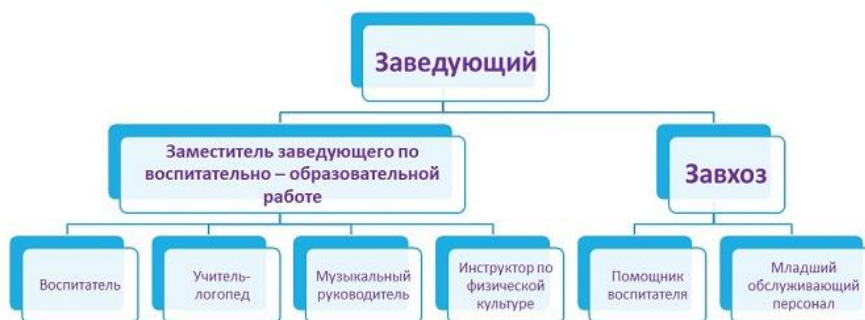 Заведующий
Заместитель заведующего по
воспитательно – образовательной
работе
Завхоз
Воспитатель
Учитель-
логопед
Музыкальный
руководитель
Инструктор по
физической
культуре
Помощник
воспитателя
Младший
обслуживающий
персонал